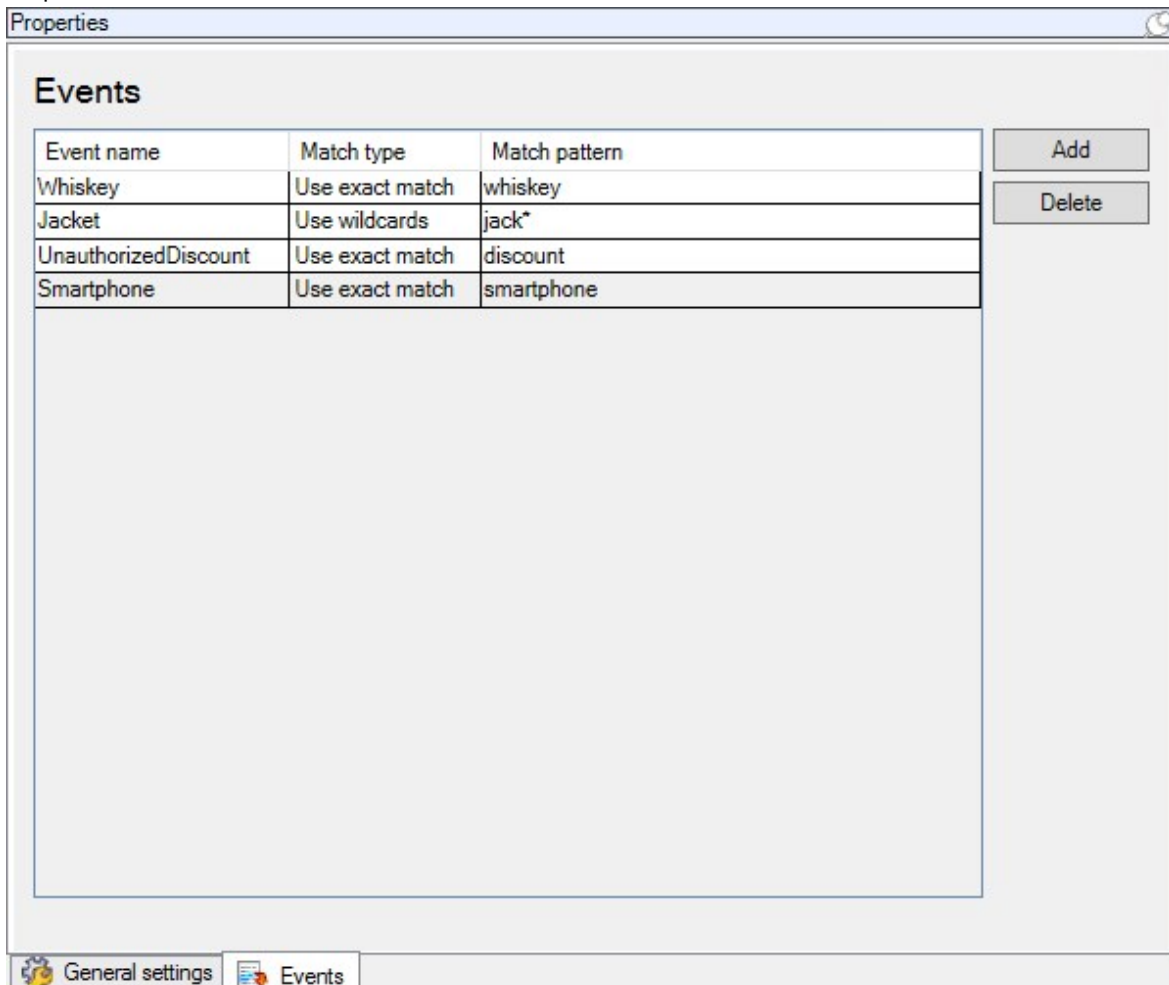 Properties
Events
Event name Match type Match pattern
Add
Whiskey Use exact match whiskey
Delete
Jacket Use wildcards jack*
UnauthorizedDiscount Use exact match discount
Smartphone Use exact match smartphone
General settings Events